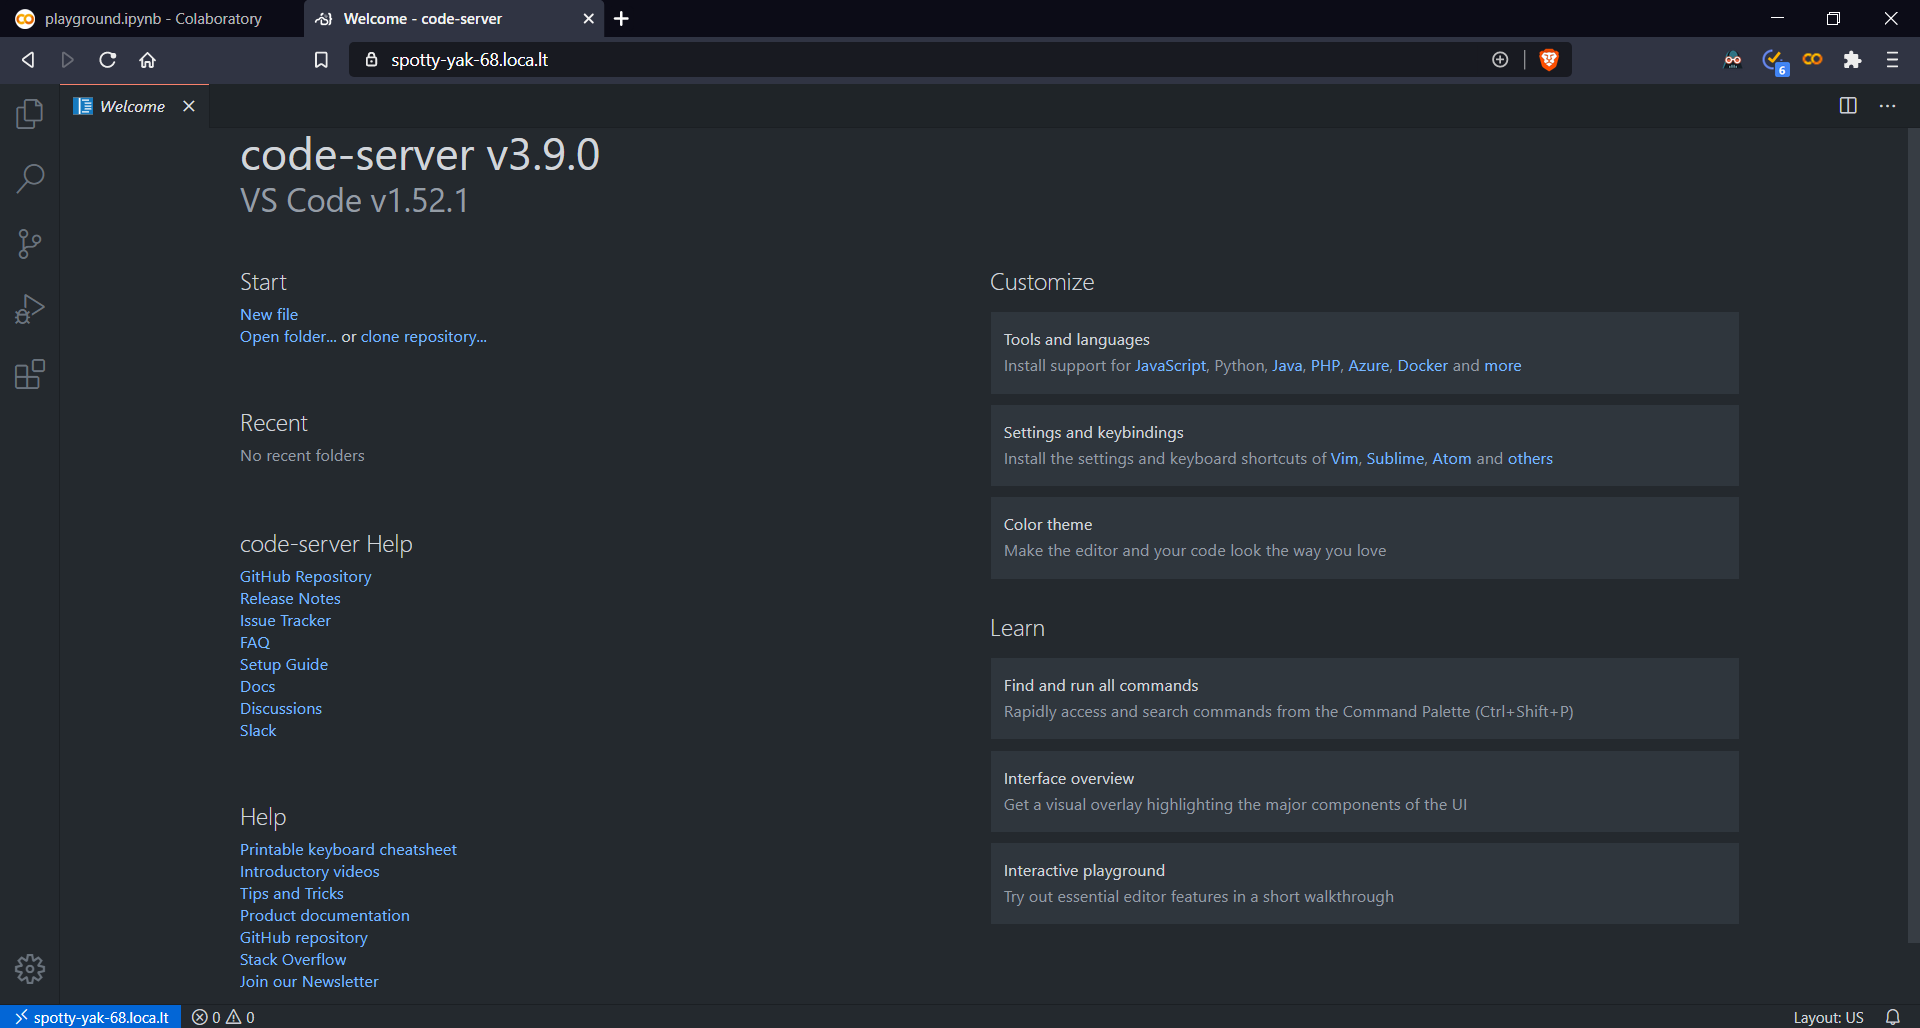 playground.ipynb - Colaboratory
Welcome - code-server
spotty-yak-68.loca.lt
6
Welcome
code-server v3.9.0
VS Code v1.52.1
Start
New file
Open folder... or clone repository...
Recent
No recent folders
code-server Help
GitHub Repository
Release Notes
Issue Tracker
FAQ
Setup Guide
Docs
Discussions
Slack
Help
Printable keyboard cheatsheet
Introductory videos
Tips and Tricks
Product documentation
GitHub repository
Stack Overflow
Join our Newsletter
Customize
Tools and languages
Install support for JavaScript, Python, Java, PHP, Azure, Docker and more
Settings and keybindings
Install the settings and keyboard shortcuts of Vim, Sublime, Atom and others
Color theme
Make the editor and your code look the way you love
Learn
Find and run all commands
Rapidly access and search commands from the Command Palette (Ctrl+Shift+P)
Interface overview
Get a visual overlay highlighting the major components of the UI
Interactive playground
Try out essential editor features in a short walkthrough
spotty-yak-68.loca.lt
0
0
Layout: US